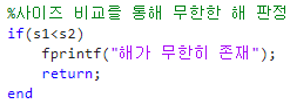 %사이즈 비교를 통해 무한한 해 판정
if(s1<s2)
fprintf("해가 무한히 존재");
return;
end